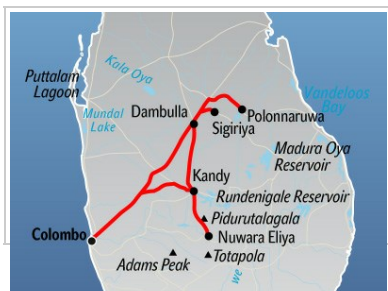 Kala Oya
Puttalam
Lagoon
Vandeloos
Bay
Mundal
Lake
Dambulla
Polonnaruwa
Sigiriya
Madura Oya
Reservoir
Kandy
Rundenigale Reservoir
Pidurutalagala
Colombo
Nuwara Eliya
Adams Peak
Totapola
we